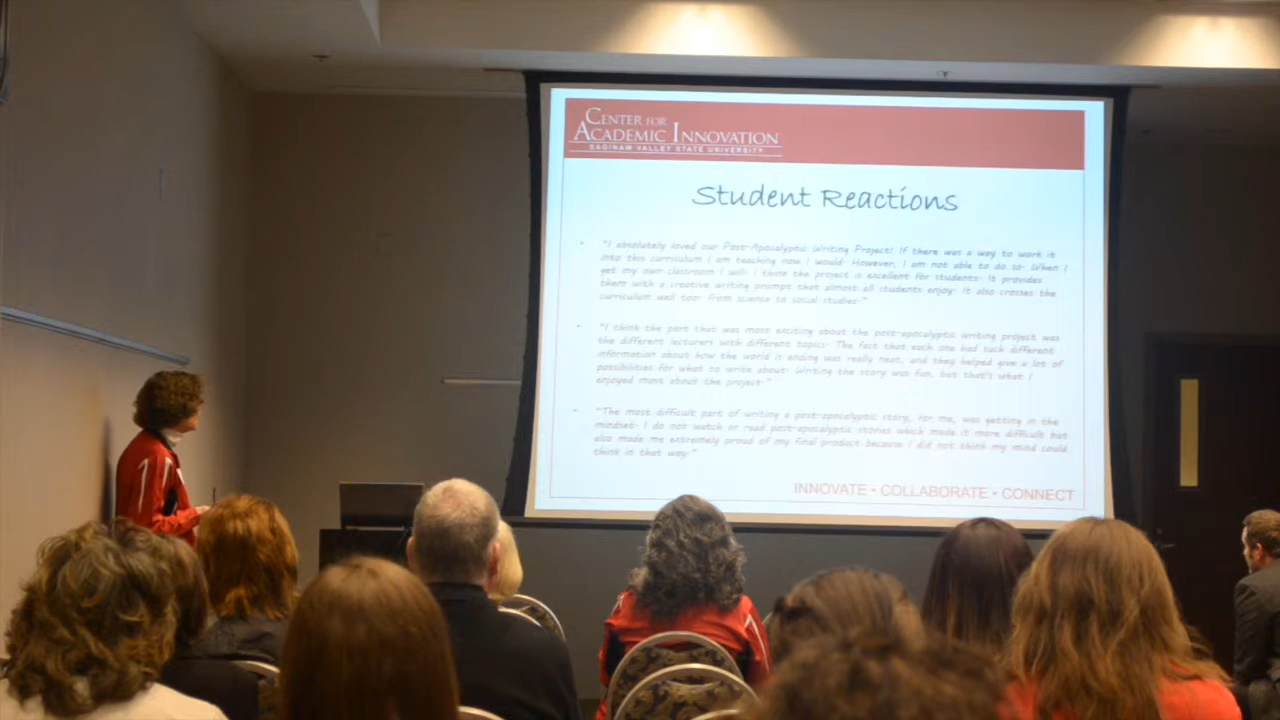 CENTER FOR
ACADEMIC INNOVATION
SAGINAW VALLEY STATE UNIVERSITY
Student Reactions
• "I absolutely loved our Post-Apocalyptic Writing Project! If there was a way to work it
into this curriculum I am teaching now I would. However, I am not able to do so. When I
get my own classroom I will. I think the project is excellent for students. It provides
them with a creative writing prompt that almost all students enjoy. It also crosses the
curriculum well too. From science to social studies."
• "I think the part that was most exciting about the post-apocalyptic writing project was
the different lecturers with different topics. The fact that each one had such different
information about how the world is ending was really neat, and they helped give a lot of
possibilities for what to write about. Writing the story was fun, but that's what I
enjoyed most about the project."
• "The most difficult part of writing a post-apocalyptic story, for me, was getting in the
mindset. I do not watch or read post-apocalyptic stories which made it more difficult but
also made me extremely proud of my final product because I did not think my mind could
think in that way."
INNOVATE • COLLABORATE • CONNECT